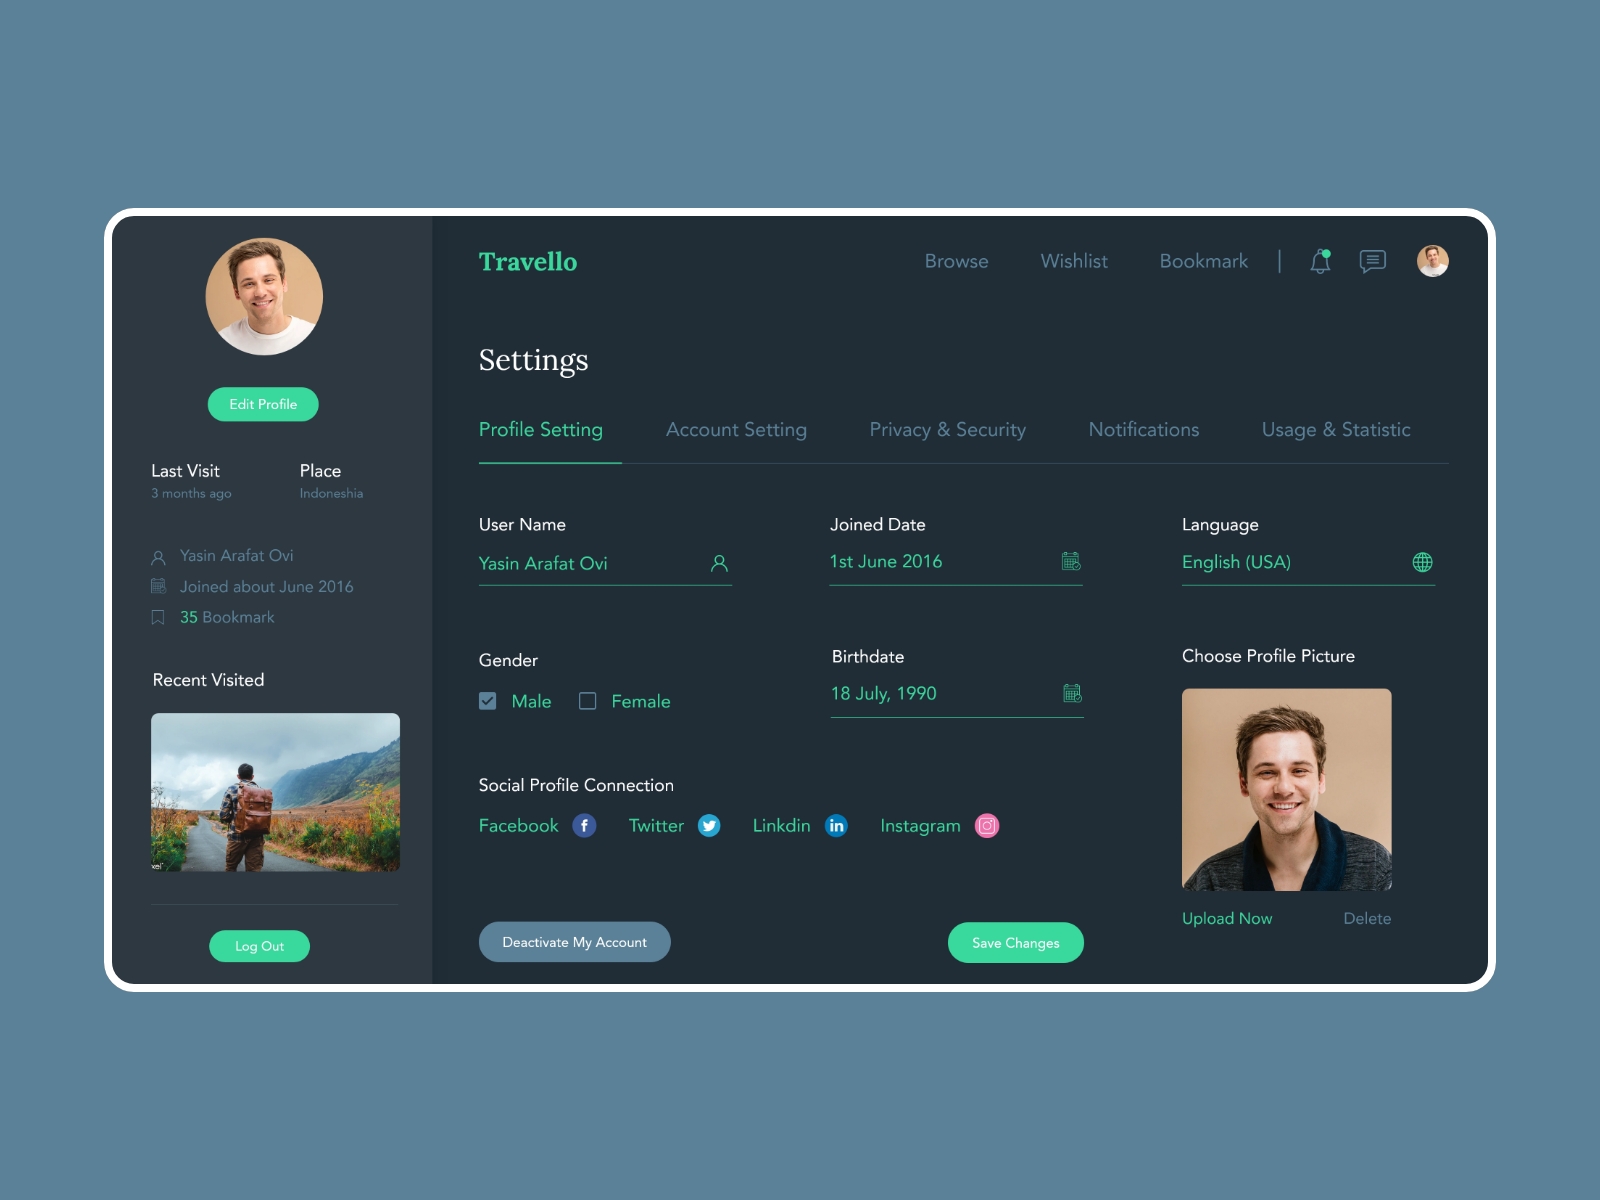 Travello
Browse
Wishlist
Bookmark
Edit Profile
Last Visit
3 months ago
Place
Indoneshia
Yasin Arafat Ovi
Joined about June 2016
35 Bookmark
Recent Visited
Log Out
Settings
Profile Setting
Account Setting
Privacy & Security
Notifications
Usage & Statistic
User Name
Yasin Arafat Ovi
Joined Date
1st June 2016
Language
English (USA)
Gender
Male
Female
Birthdate
18 July, 1990
Choose Profile Picture
Upload Now
Delete
Social Profile Connection
Facebook
Twitter
Linkdin
Instagram
Deactivate My Account
Save Changes